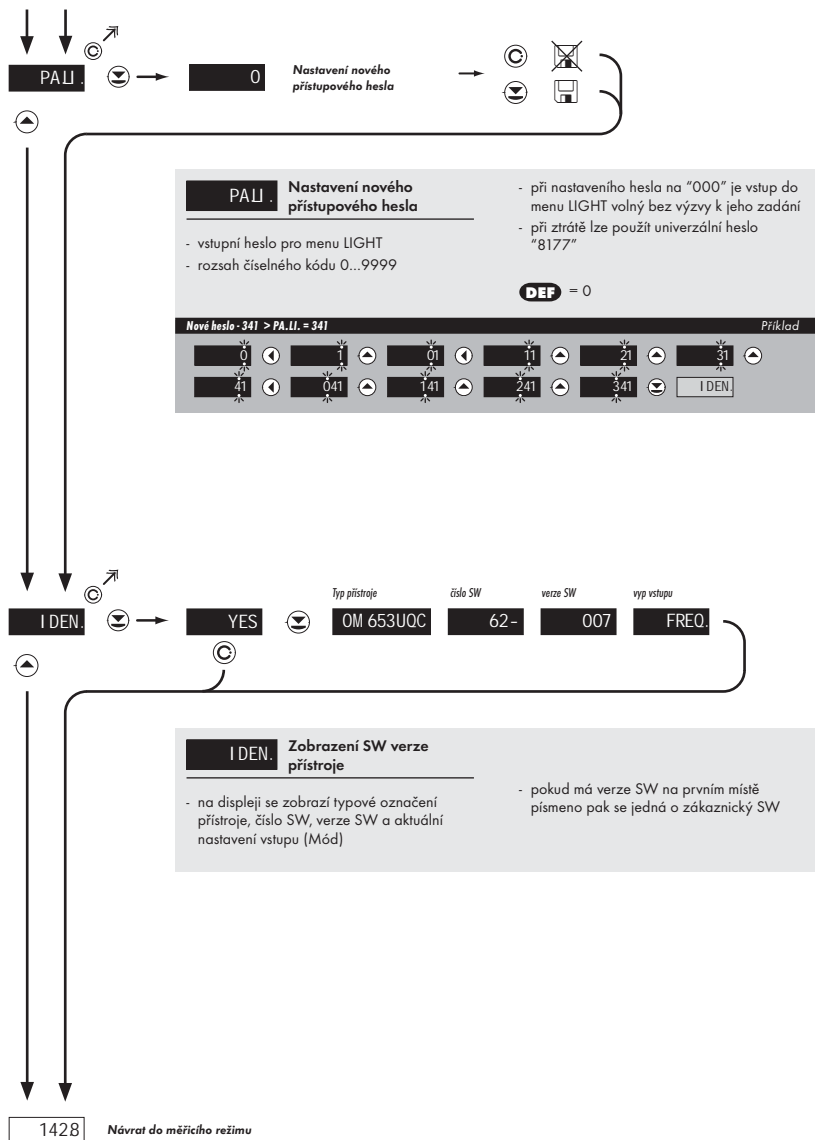 PA.LI.
0
Nastavení nového
přístupového hesla
PA.LI.
Nastavení nového
přístupového hesla
- vstupní heslo pro menu LIGHT
- rozsah číselného kódu 0...9999
- při nastaveního hesla na "000" je vstup do
menu LIGHT volný bez výzvy k jeho zadání
- při ztrátě lze použít univerzální heslo
"8177"
DEF = 0
Nové heslo - 341 > PA.LI. = 341
Příklad
0 1 01 11 21 31
41 041 141 241 341 IDEN.
IDEN.
YES
Typ přístroje
OM 653UQC
číslo SW
62-
verze SW
007
vyp vstupu
FREQ.
IDEN.
Zobrazení SW verze
přístroje
- na displeji se zobrazí typové označení
přístroje, číslo SW, verze SW a aktuální
nastavení vstupu (Mód)
- pokud má verze SW na prvním místě
písmeno pak se jedná o zákaznický SW
1428
Návrat do měřicího režimu